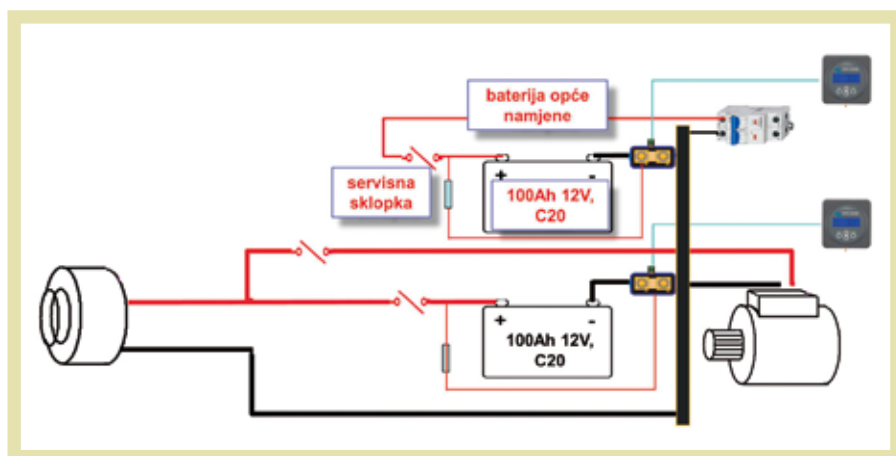 baterija opće
namjene
servisna
sklopka
+ -
100Ah 12V,
C20
+ -
100Ah 12V,
C20